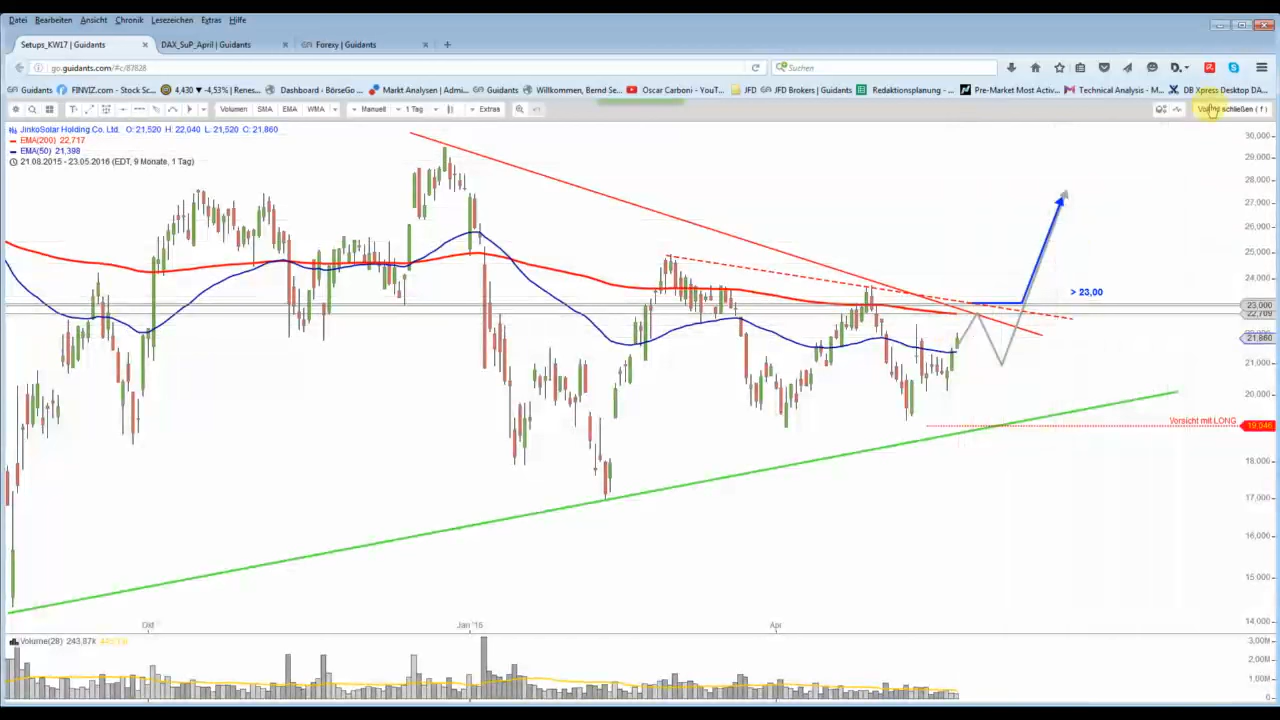 Datei Bearbeiten Ansicht Chronik Lesezeichen Extras Hilfe
Setups_KW17 | Guidants DAX_SuP_April | Guidants Forexy | Guidants
go.guidants.com/#c/87828 Suchen
Guidants FINVIZ.com - Stock Sc... 4,430 -4,53% | Renes... Dashboard - BörseGo ... Markt Analysen | Admi... Guidants Willkommen, Bernd Se... Oscar Carboni - YouT... JFD JFD Brokers | Guidants Redaktionsplanung - ... Pre-Market Most Activ... Technical Analysis - M... DB Xpress Desktop DA...
Volumen SMA EMA WMA Manuell 1 Tag Extras schließen ( f )
JinkoSolar Holding Co. Ltd. O: 21,520 H: 22,040 L: 21,520 C: 21,860
EMA(200) 22,717
EMA(50) 21,398
21.08.2015 - 23.05.2016 (EDT, 9 Monate, 1 Tag)
30,000
29,000
28,000
27,000
26,000
25,000
24,000
> 23,00
23,000
22,709
21,860
21,000
20,000
Vorsicht mit LONG 19,046
18,000
17,000
16,000
15,000
14,000
Okt Jan '16 Apr
Volume(28) 243,87k
3,00M
2,00M
1,00M
0